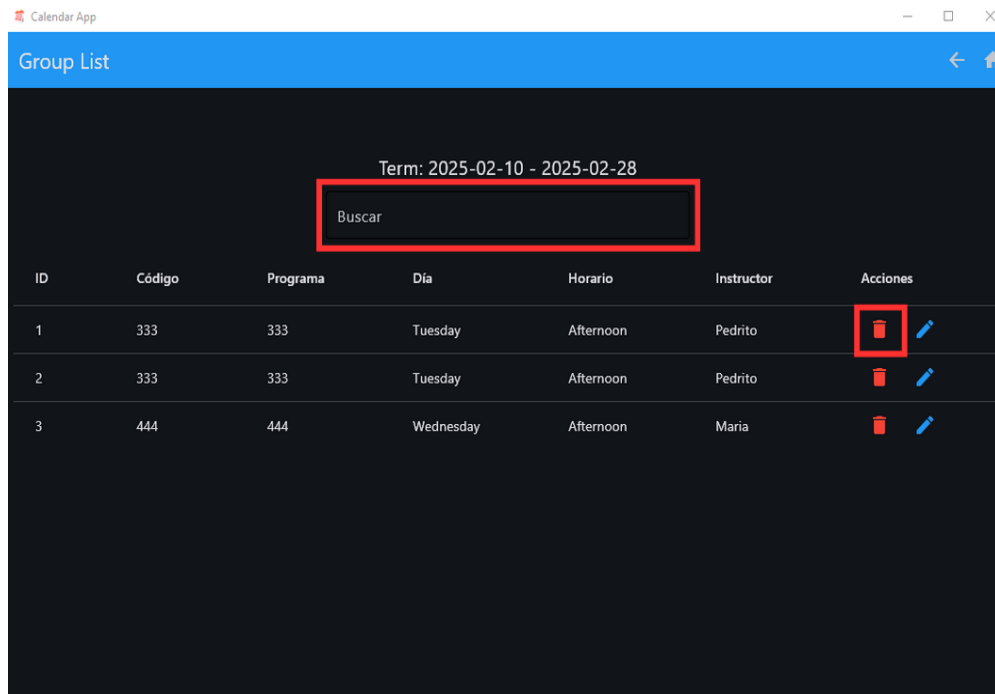 Calendar App
Group List
Term: 2025-02-10 - 2025-02-28
Buscar
ID Código Programa Día Horario Instructor Acciones
1 333 333 Tuesday Afternoon Pedrito
2 333 333 Tuesday Afternoon Pedrito
3 444 444 Wednesday Afternoon Maria